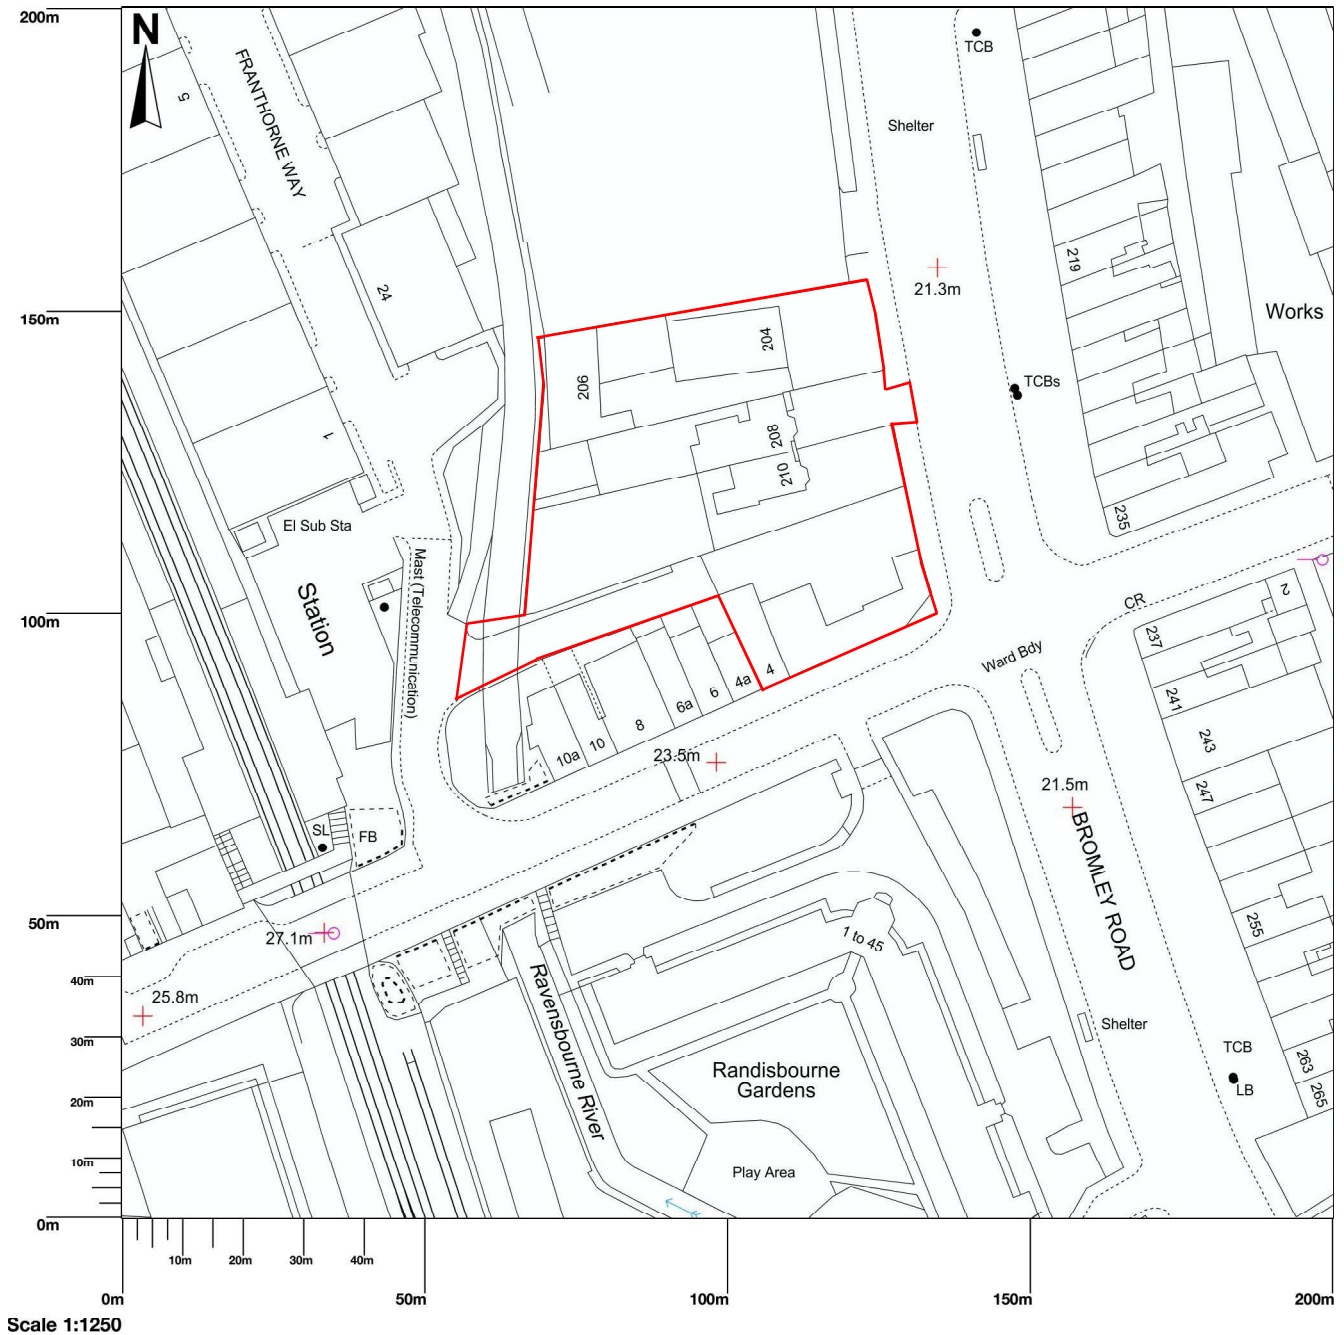 200m
N
TCB
FRANTHORNE WAY
5
Shelter
219
24
21.3m
Works
150m
204
206
TCBs
208
1
210
El Sub Sta
235
Mast (Telecommunication)
Station
2
100m
CR
237
Ward Bdy
4
4a
6
6a
8
10
10a
241
23.5m
243
21.5m
247
SL
FB
BROMLEY ROAD
50m
27.1m
1 to 45
255
40m
25.8m
Ravensbourne River
30m
Shelter
TCB
263
Randisbourne
Gardens
LB
265
20m
10m
Play Area
0m
10m
20m
30m
40m
0m
50m
100m
150m
200m
Scale 1:1250